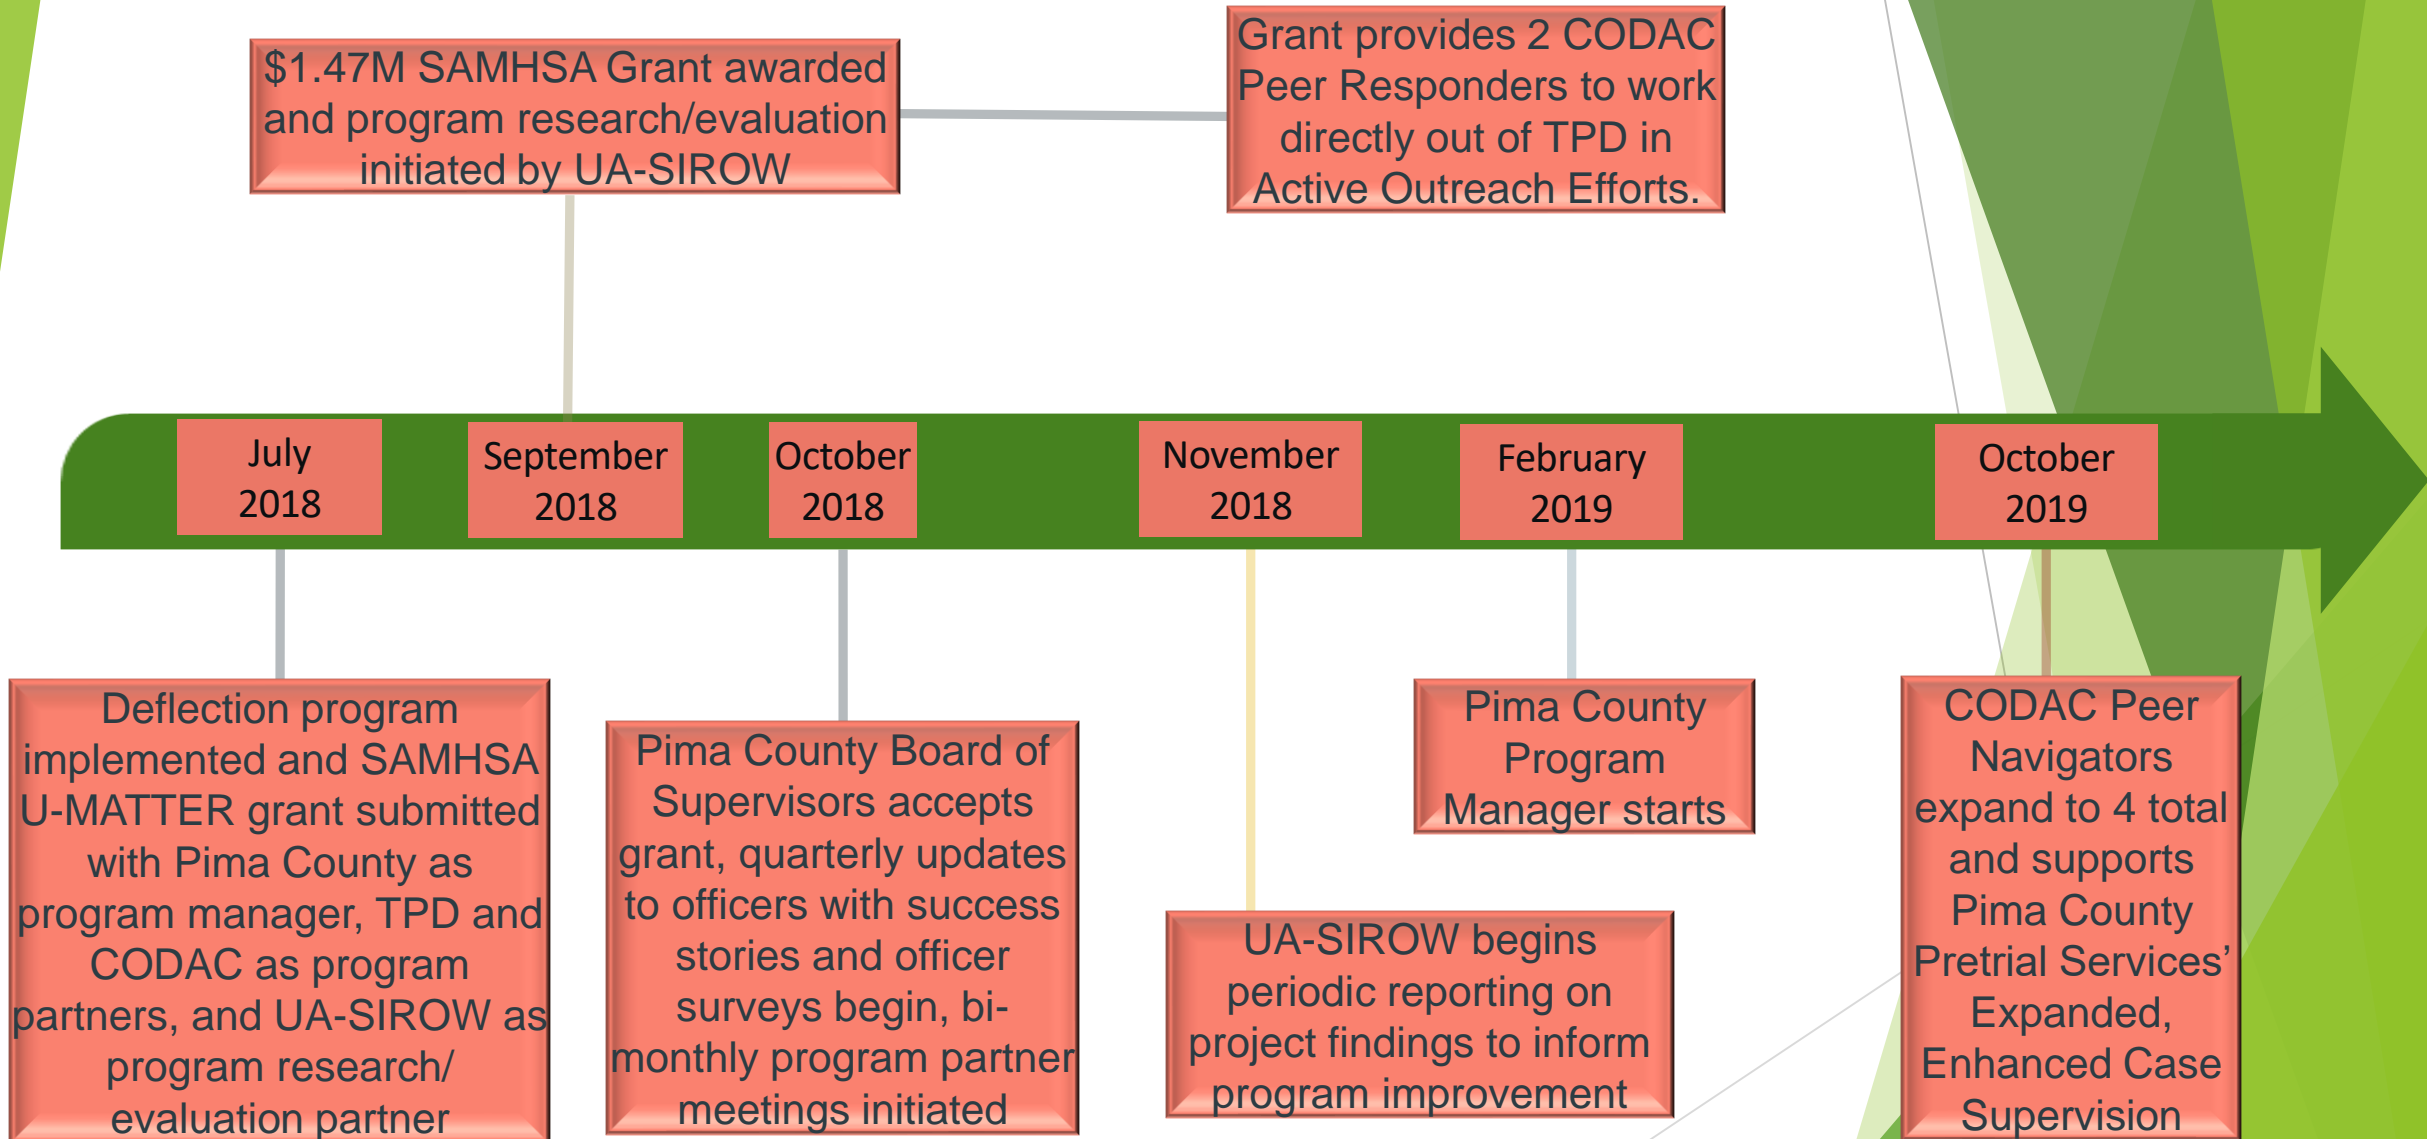 $1.47M SAMHSA Grant awarded
and program research/evaluation
initiated by UA-SIROW
Grant provides 2 CODAC
Peer Responders to work
directly out of TPD in
Active Outreach Efforts.
July
2018
September
2018
October
2018
November
2018
February
2019
October
2019
Deflection program
implemented and SAMHSA
U-MATTER grant submitted
with Pima County as
program manager, TPD and
CODAC as program
partners, and UA-SIROW as
program research/
evaluation partner
Pima County Board of
Supervisors accepts
grant, quarterly updates
to officers with success
stories and officer
surveys begin, bi-
monthly program partner
meetings initiated
UA-SIROW begins
periodic reporting on
project findings to inform
program improvement
Pima County
Program
Manager starts
CODAC Peer
Navigators
expand to 4 total
and supports
Pima County
Pretrial Services’
Expanded,
Enhanced Case
Supervision